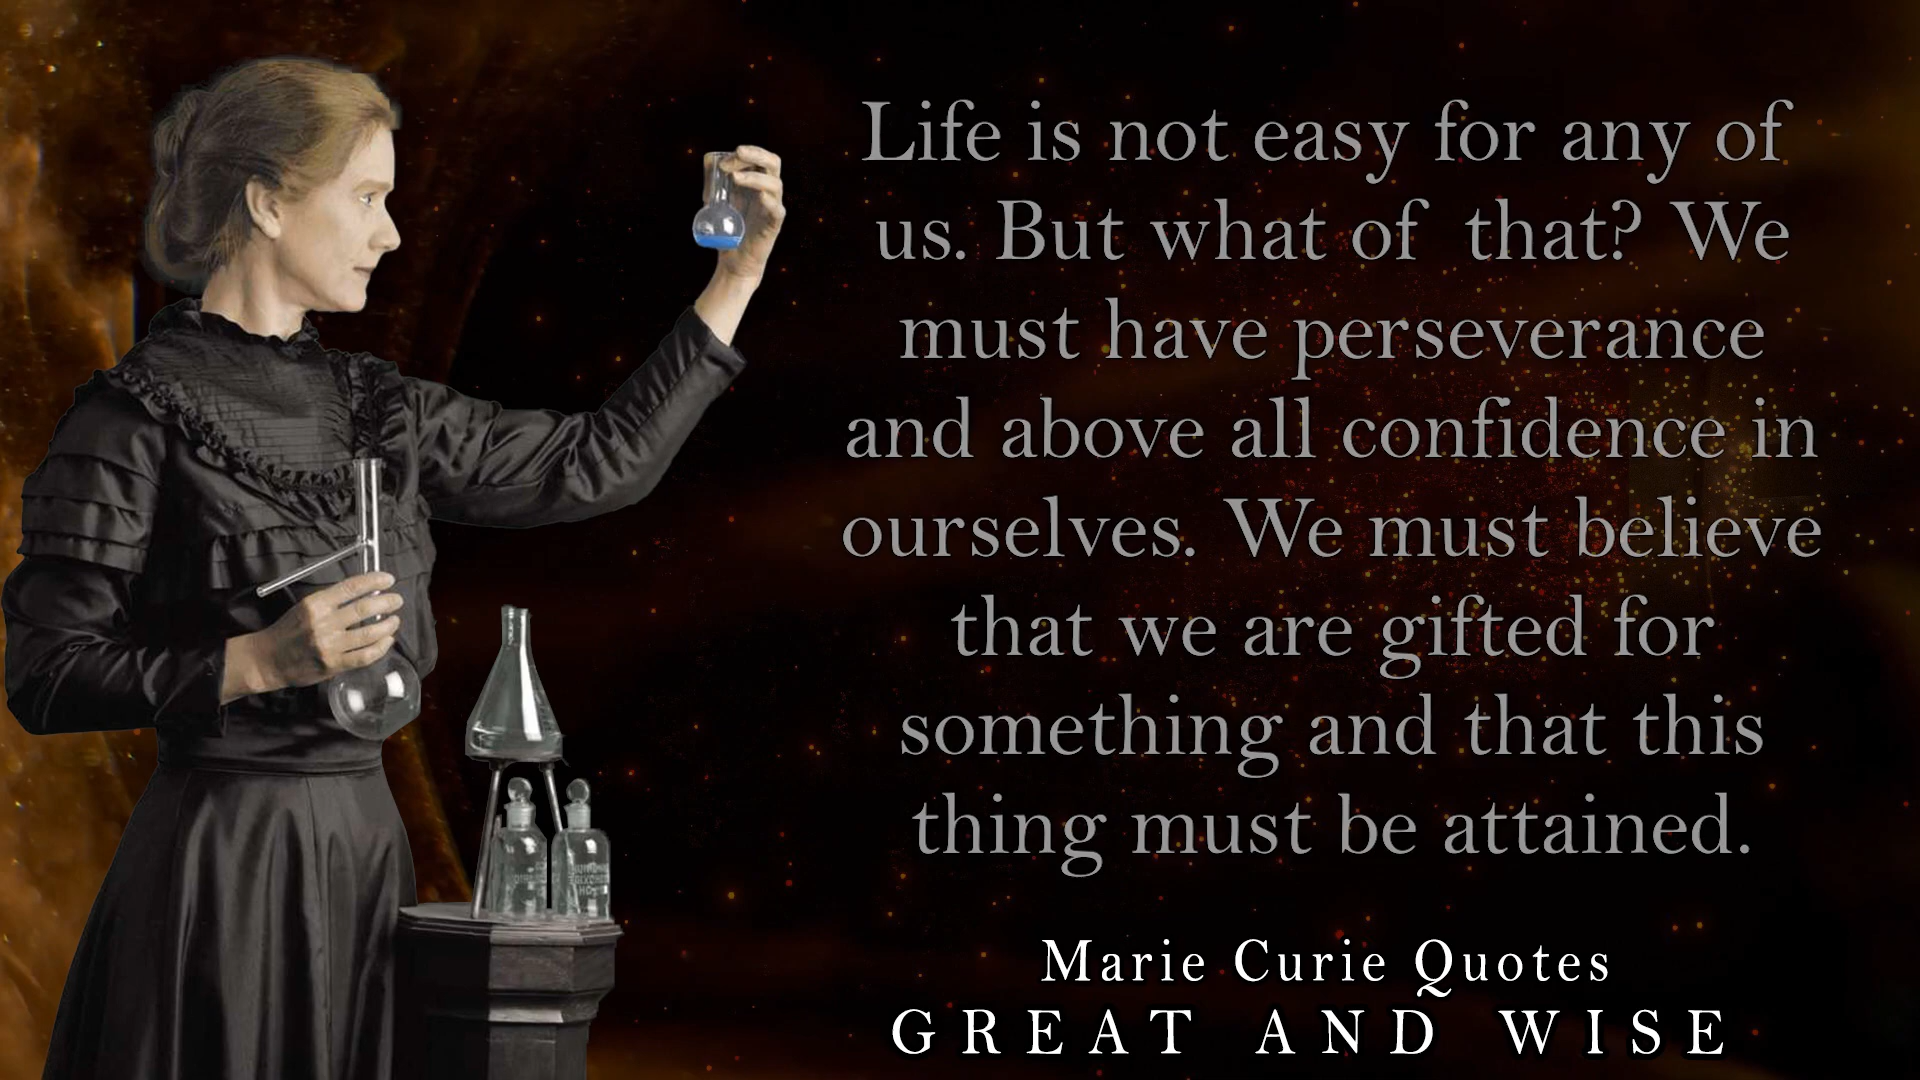 Life is not easy for any of
us. But what of that? We
must have perseverance
and above all confidence in
ourselves. We must believe
that we are gifted for
something and that this
thing must be attained.
Marie Curie Quotes
GREAT AND WISE